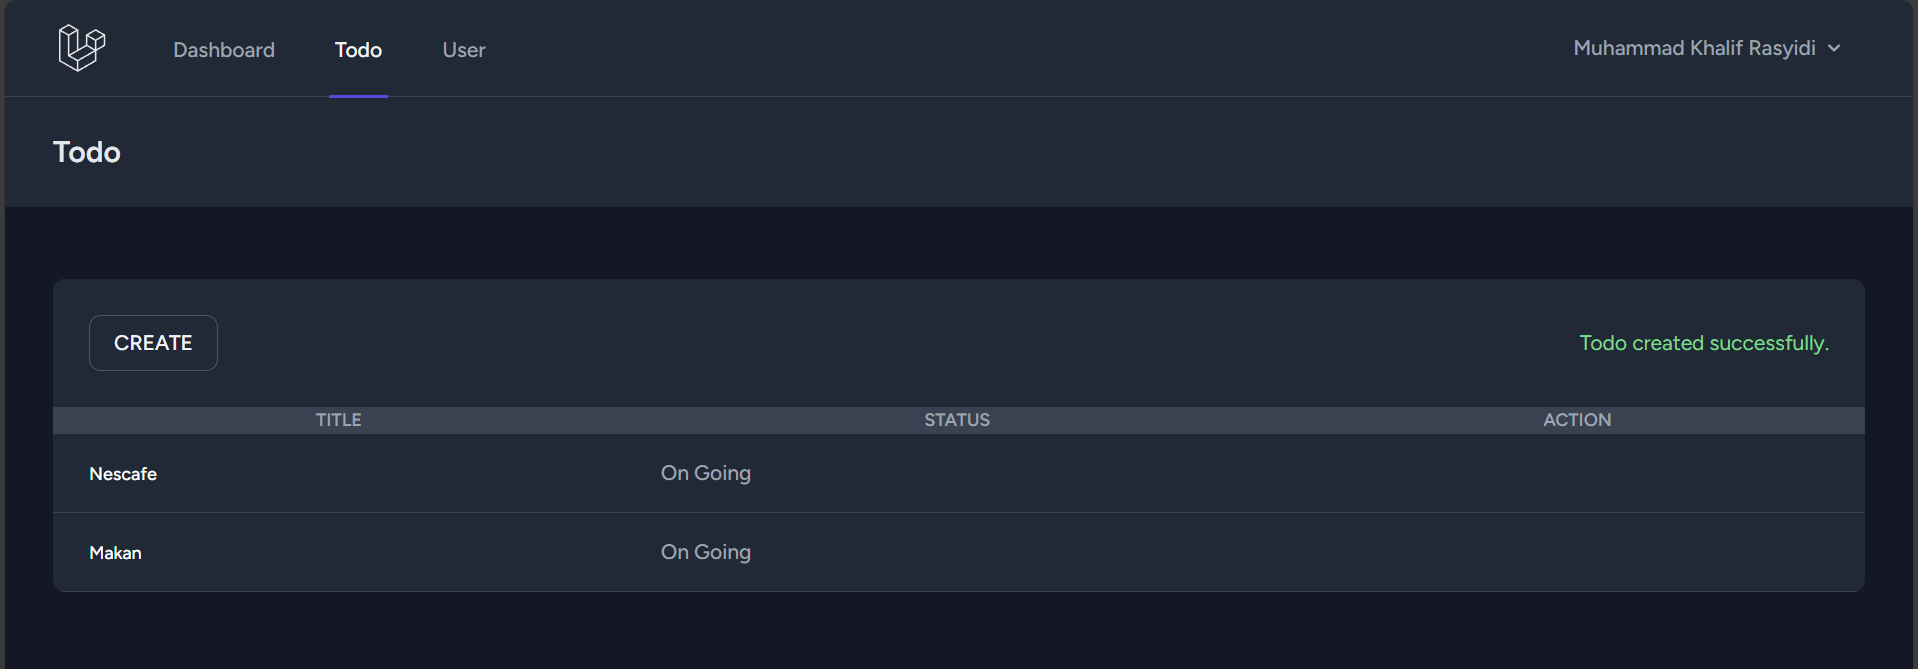 Dashboard Todo User Muhammad Khalif Rasyidi
Todo
CREATE Todo created successfully.
TITLE STATUS ACTION
Nescafe On Going
Makan On Going